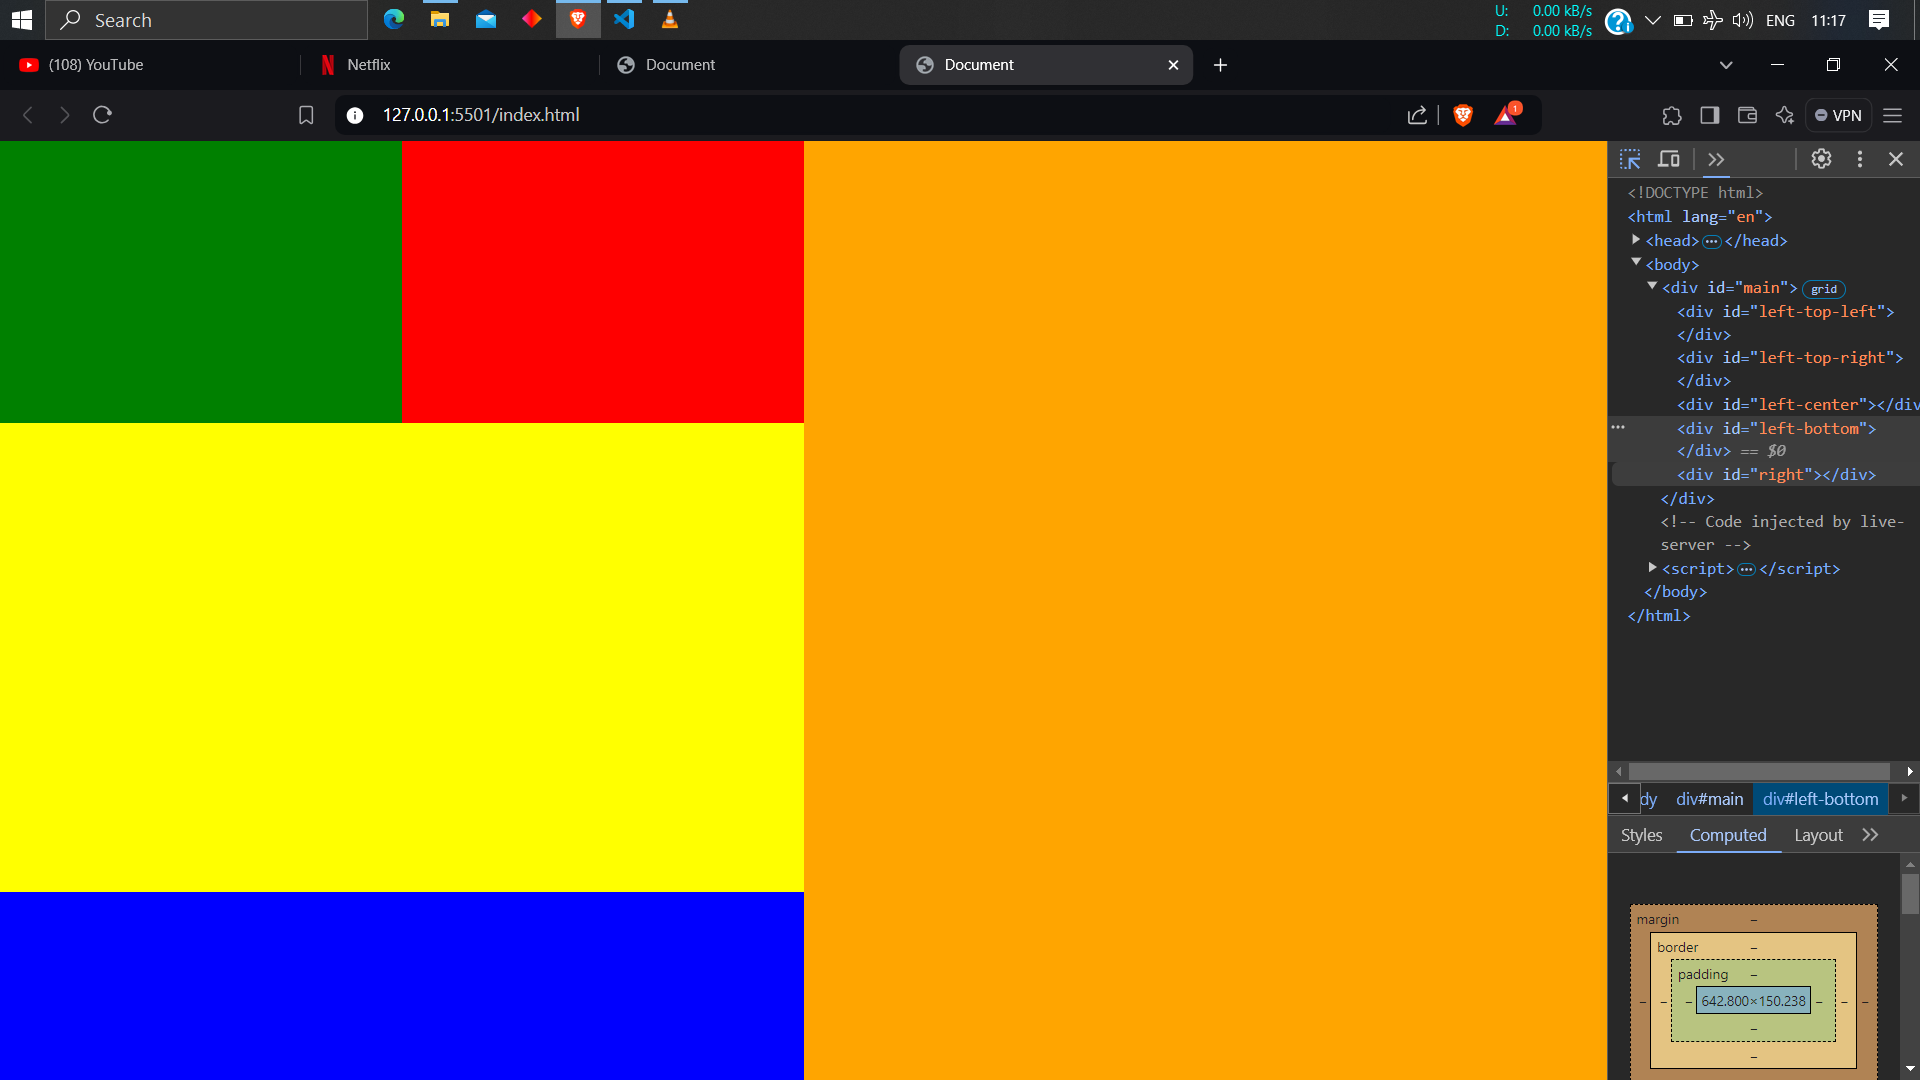 Search
U: 0.00 kB/s
D: 0.00 kB/s
ENG
11:17
(108) YouTube
Netflix
Document
Document
127.0.0.1:5501/index.html
1
VPN
<!DOCTYPE html>
<html lang="en">
<head>…</head>
<body>
<div id="main"> grid
<div id="left-top-left">
</div>
<div id="left-top-right">
</div>
<div id="left-center"></div
<div id="left-bottom">
</div> == $0
<div id="right"></div>
</div>
<!-- Code injected by live-
server -->
<script>…</script>
</body>
</html>
dy div#main div#left-bottom
Styles Computed Layout
margin –
border –
padding –
– – – 642.800×150.238 – – –
–
–